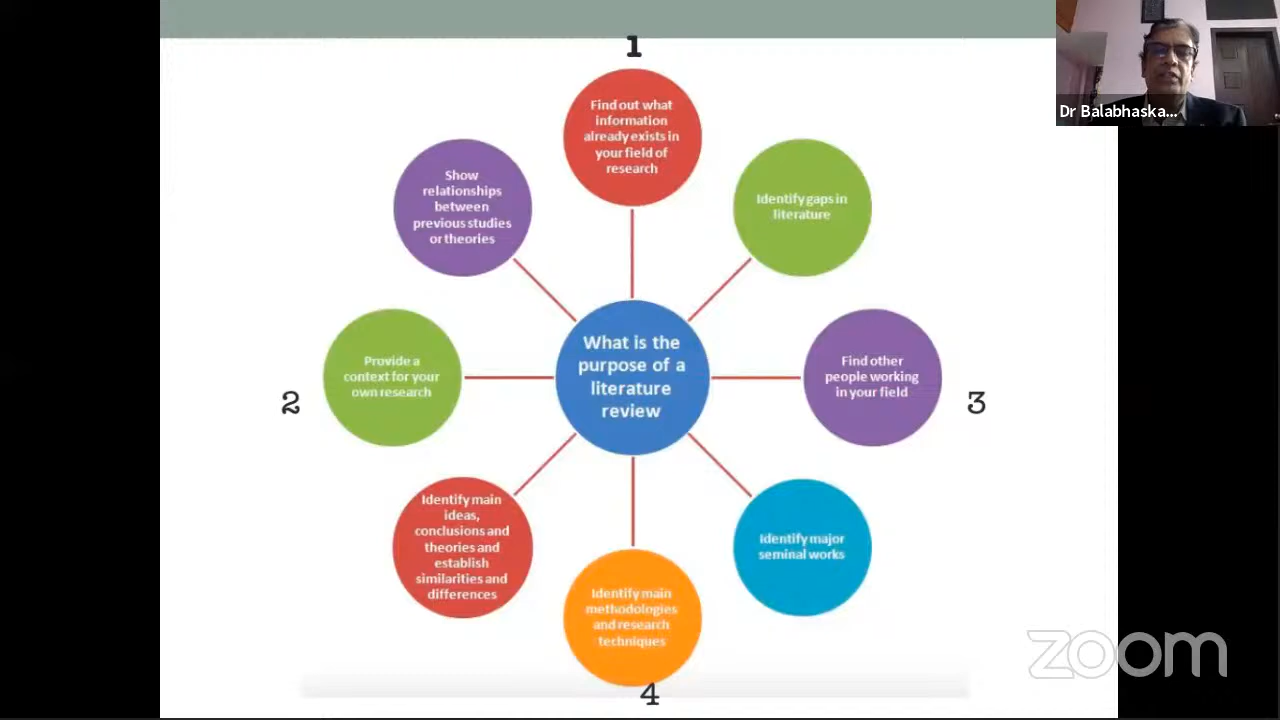 1
Find out what
information
already exists in
your field of
research
Identify gaps in
literature
Find other
people working
in your field
3
Identify major
seminal works
Identify main
methodologies
and research
techniques
4
Identify main
ideas,
conclusions and
theories and
establish
similarities and
differences
Provide a
context for your
own research
2
Show
relationships
between
previous studies
or theories
What is the
purpose of a
literature
review
Dr Balabhaska...
zoom